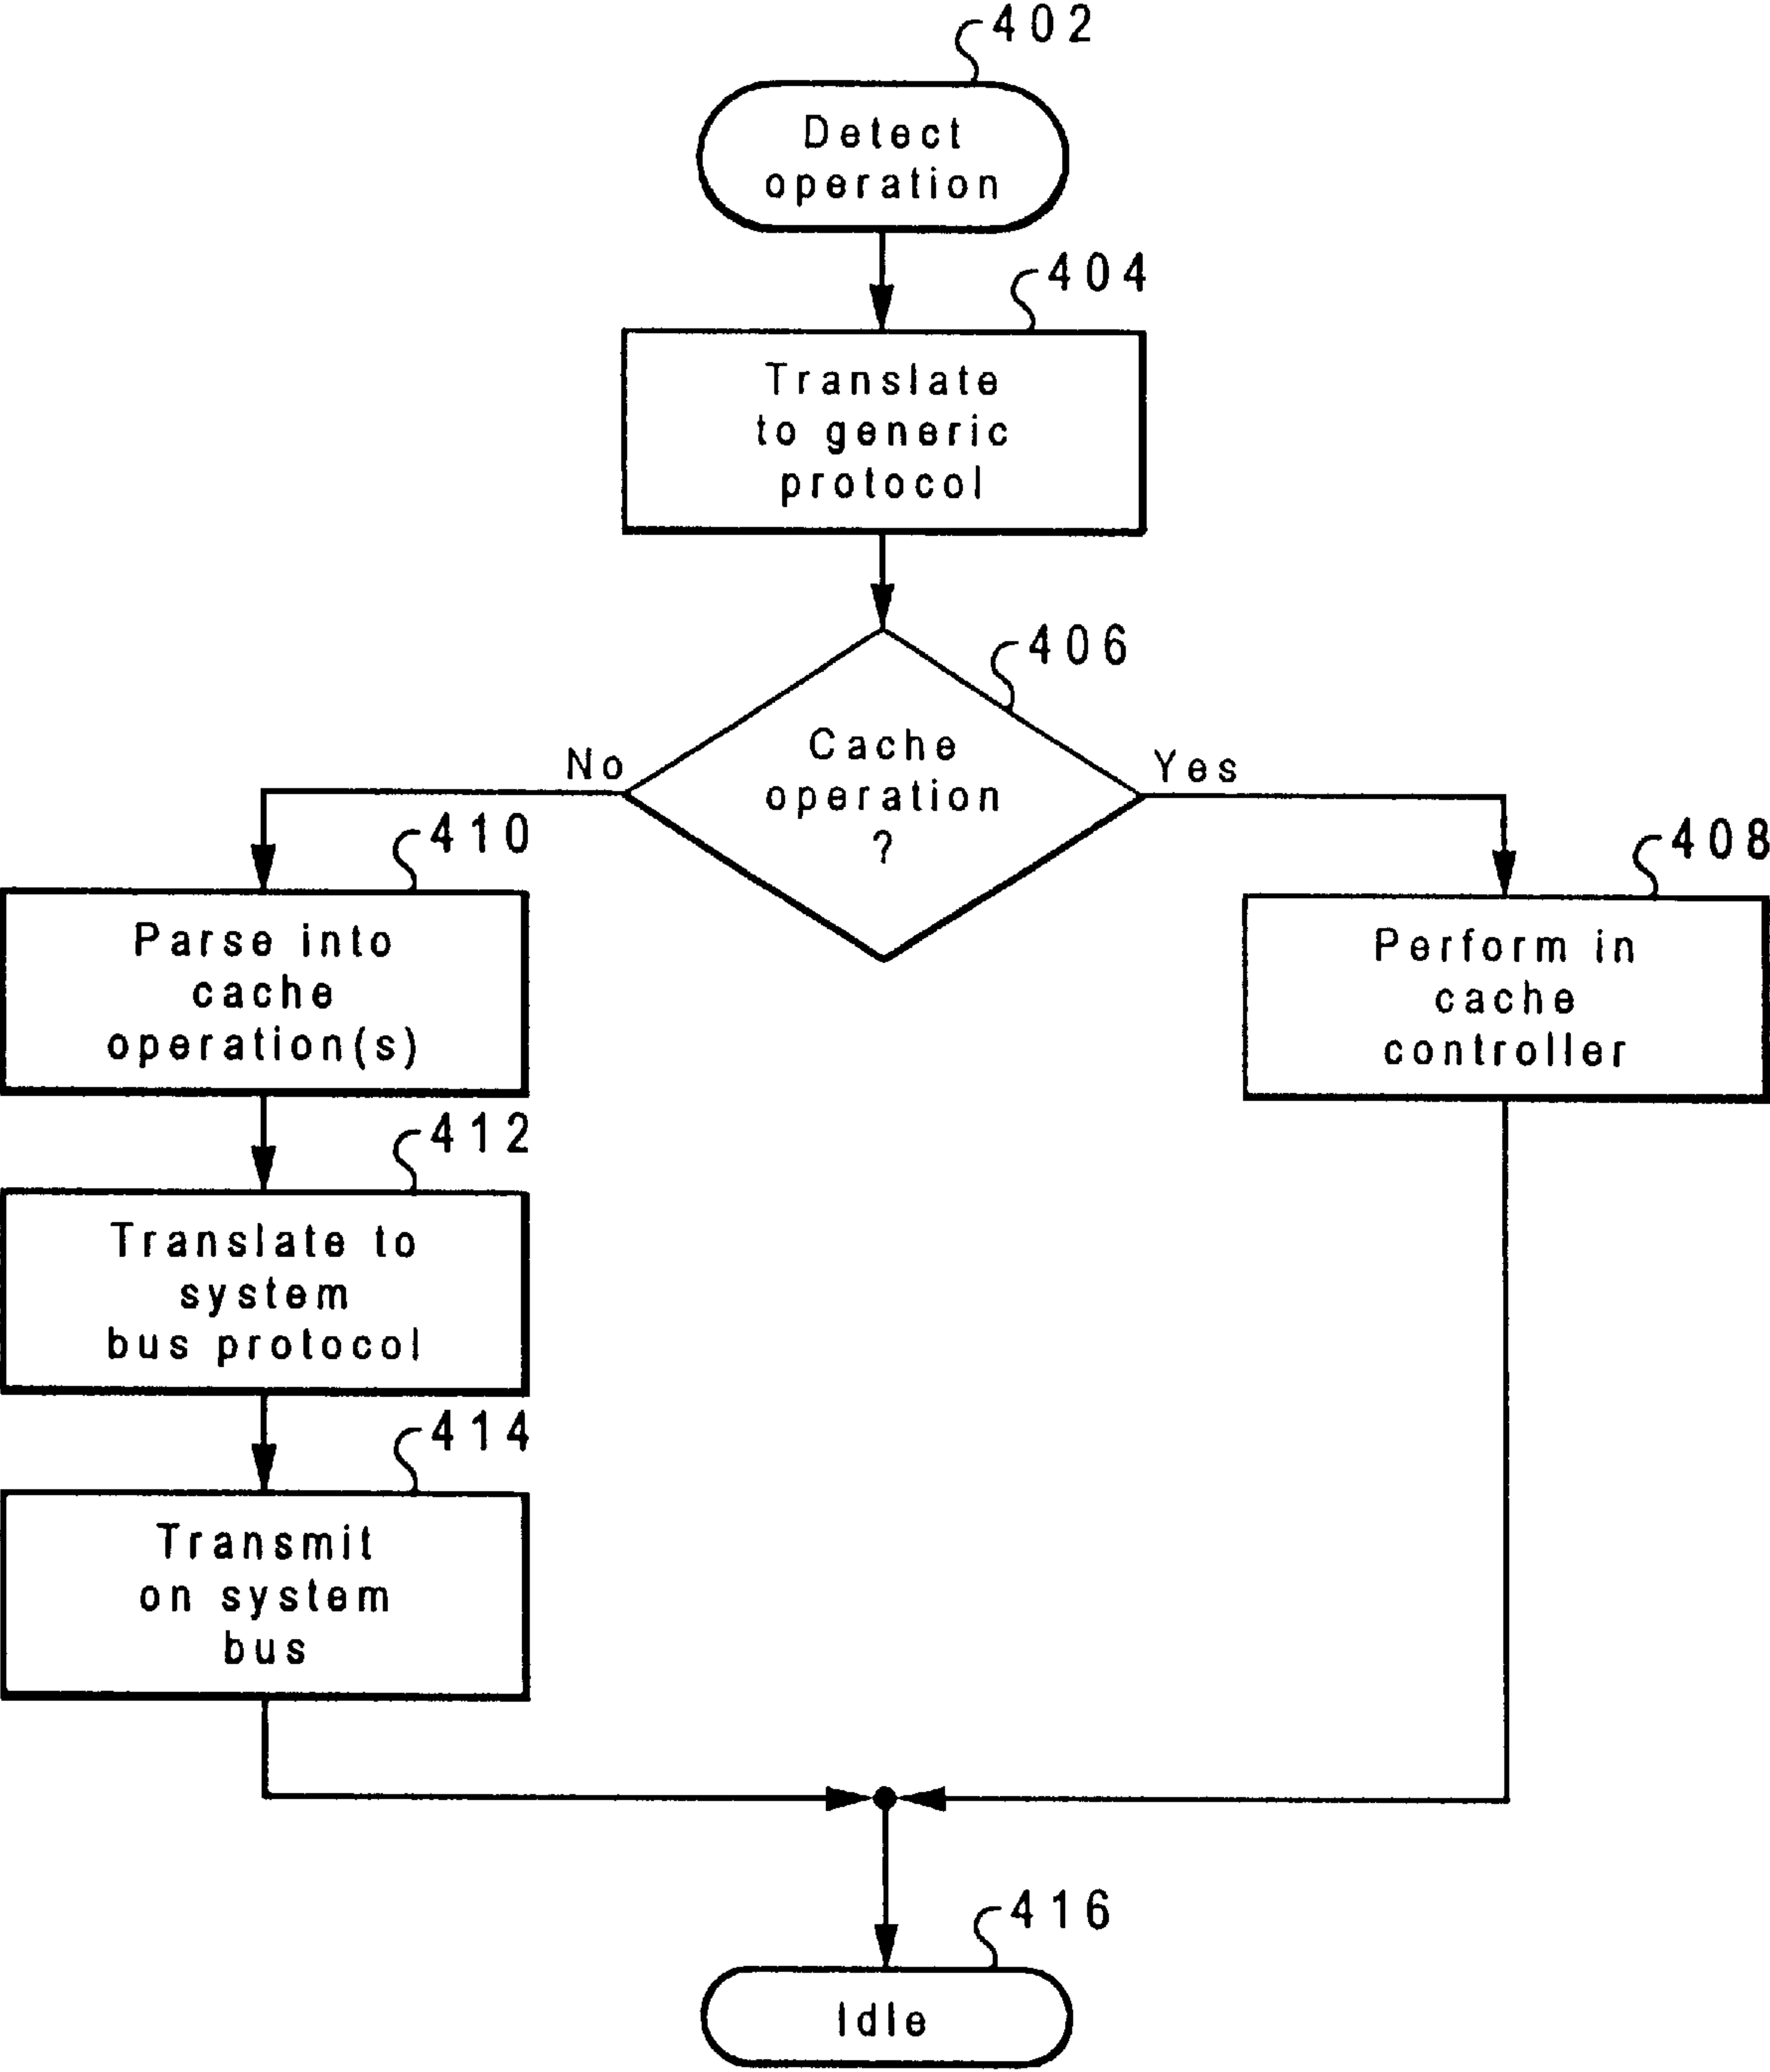 402
Detect
operation
404
Translate
to generic
protocol
406
Cache
operation
?
No
Yes
410
Parse into
cache
operation(s)
408
Perform in
cache
controller
412
Translate to
system
bus protocol
414
Transmit
on system
bus
416
Idle